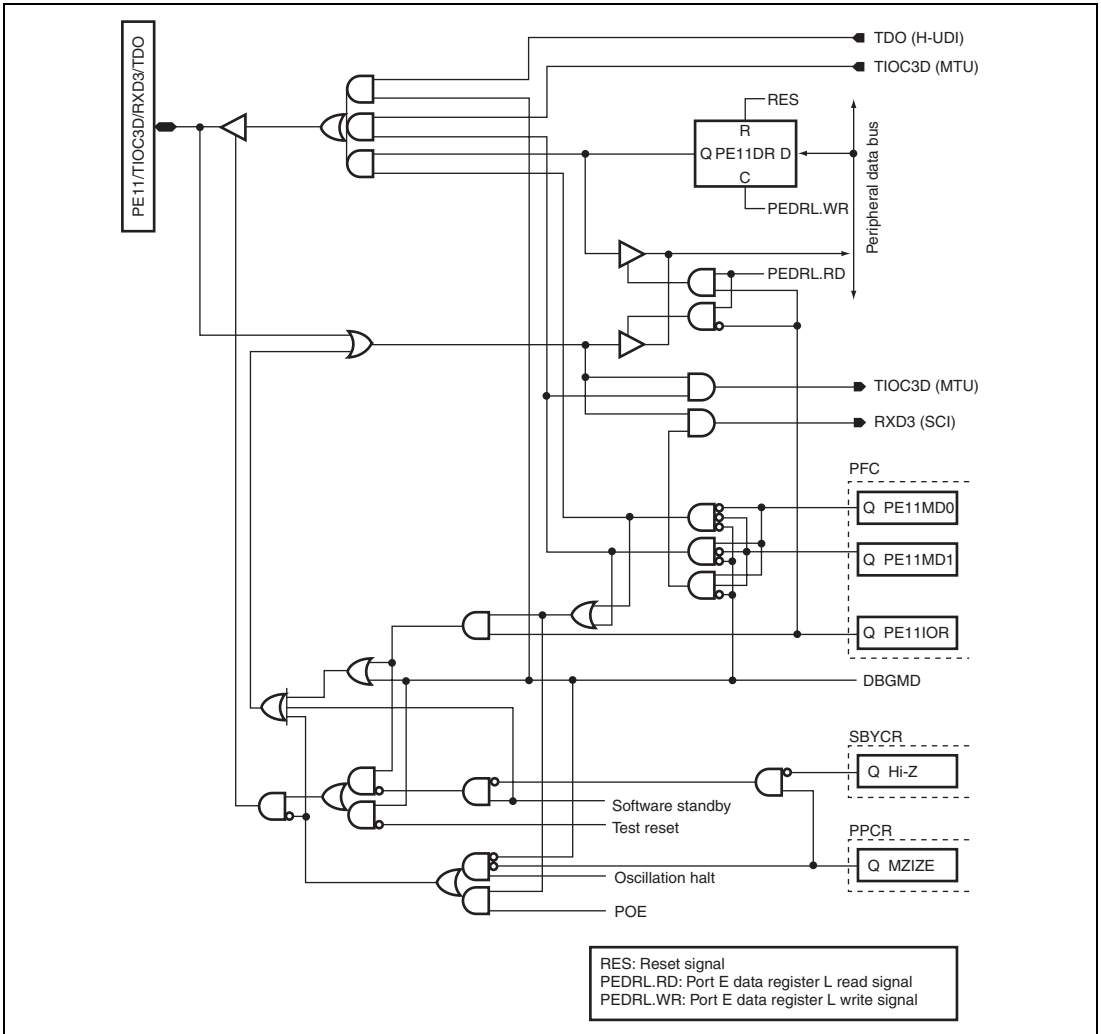 PE11/TIOC3D/RXD3/TDO
TDO (H-UDI)
TIOC3D (MTU)
RES
R
Q PE11DR D
C
PEDRL.WR
Peripheral data bus
PEDRL.RD
TIOC3D (MTU)
RXD3 (SCI)
PFC
Q PE11MD0
Q PE11MD1
Q PE11IOR
DBGMD
SBYCR
Q Hi-Z
Software standby
Test reset
PPCR
Q MZIZE
Oscillation halt
POE
RES: Reset signal
PEDRL.RD: Port E data register L read signal
PEDRL.WR: Port E data register L write signal